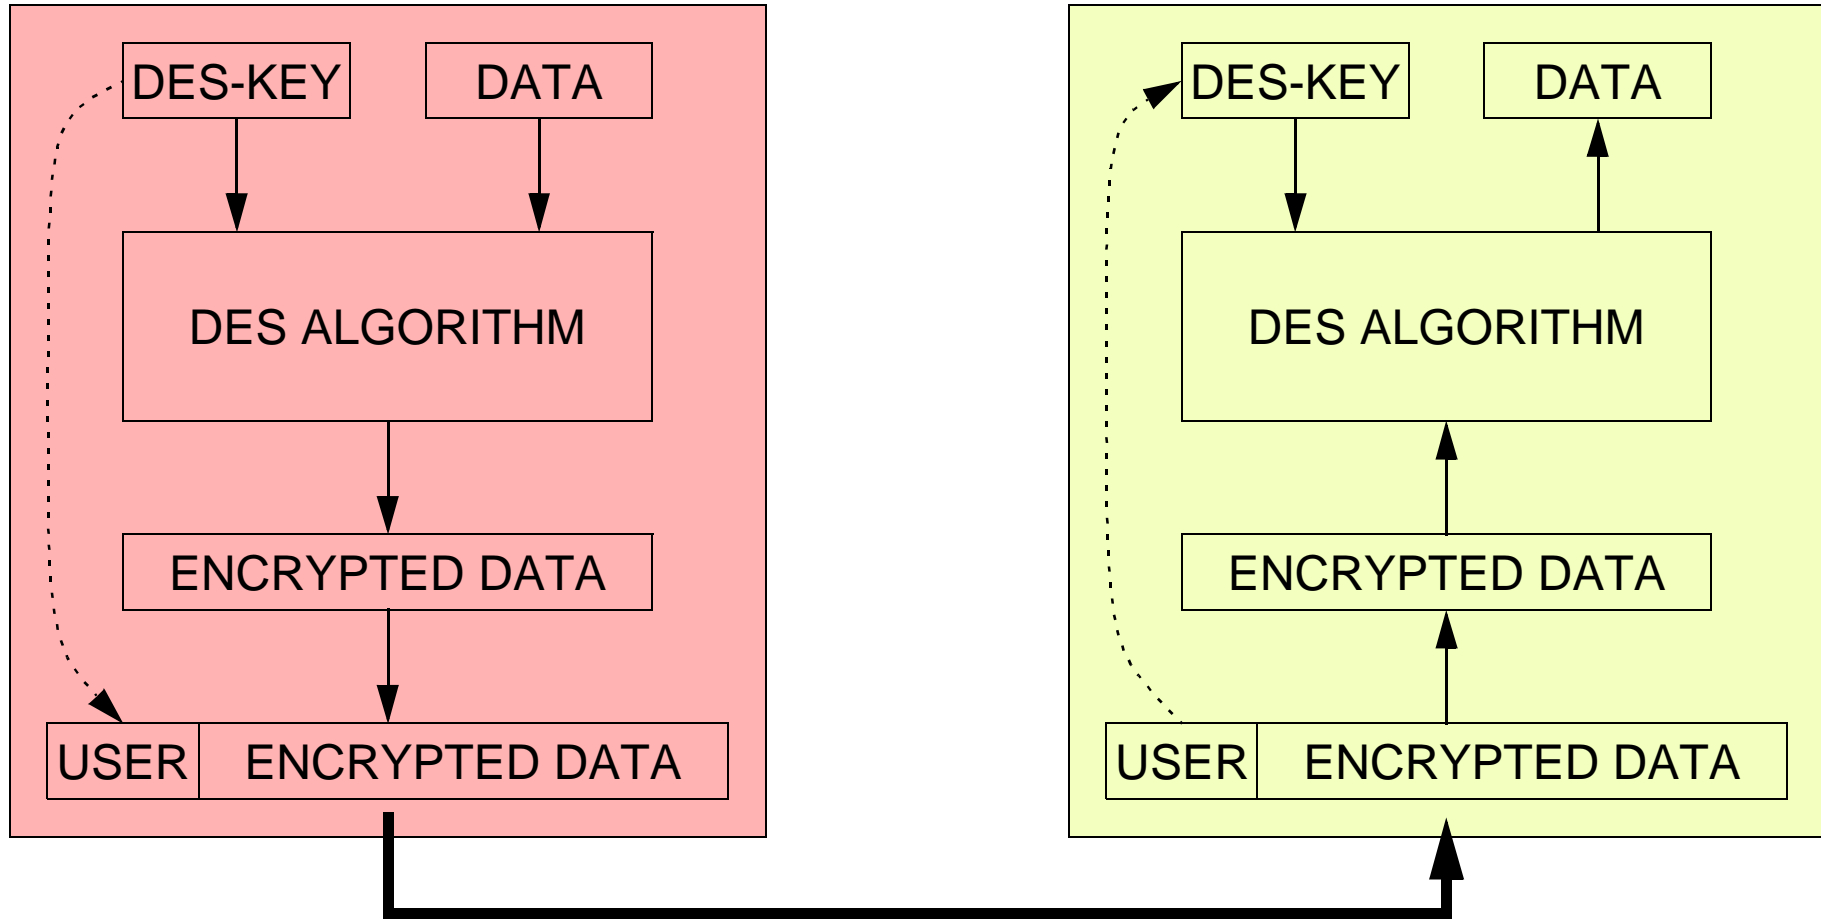 DES-KEY
DATA
DES ALGORITHM
ENCRYPTED DATA
USER
ENCRYPTED DATA
DES-KEY
DATA
DES ALGORITHM
ENCRYPTED DATA
USER
ENCRYPTED DATA